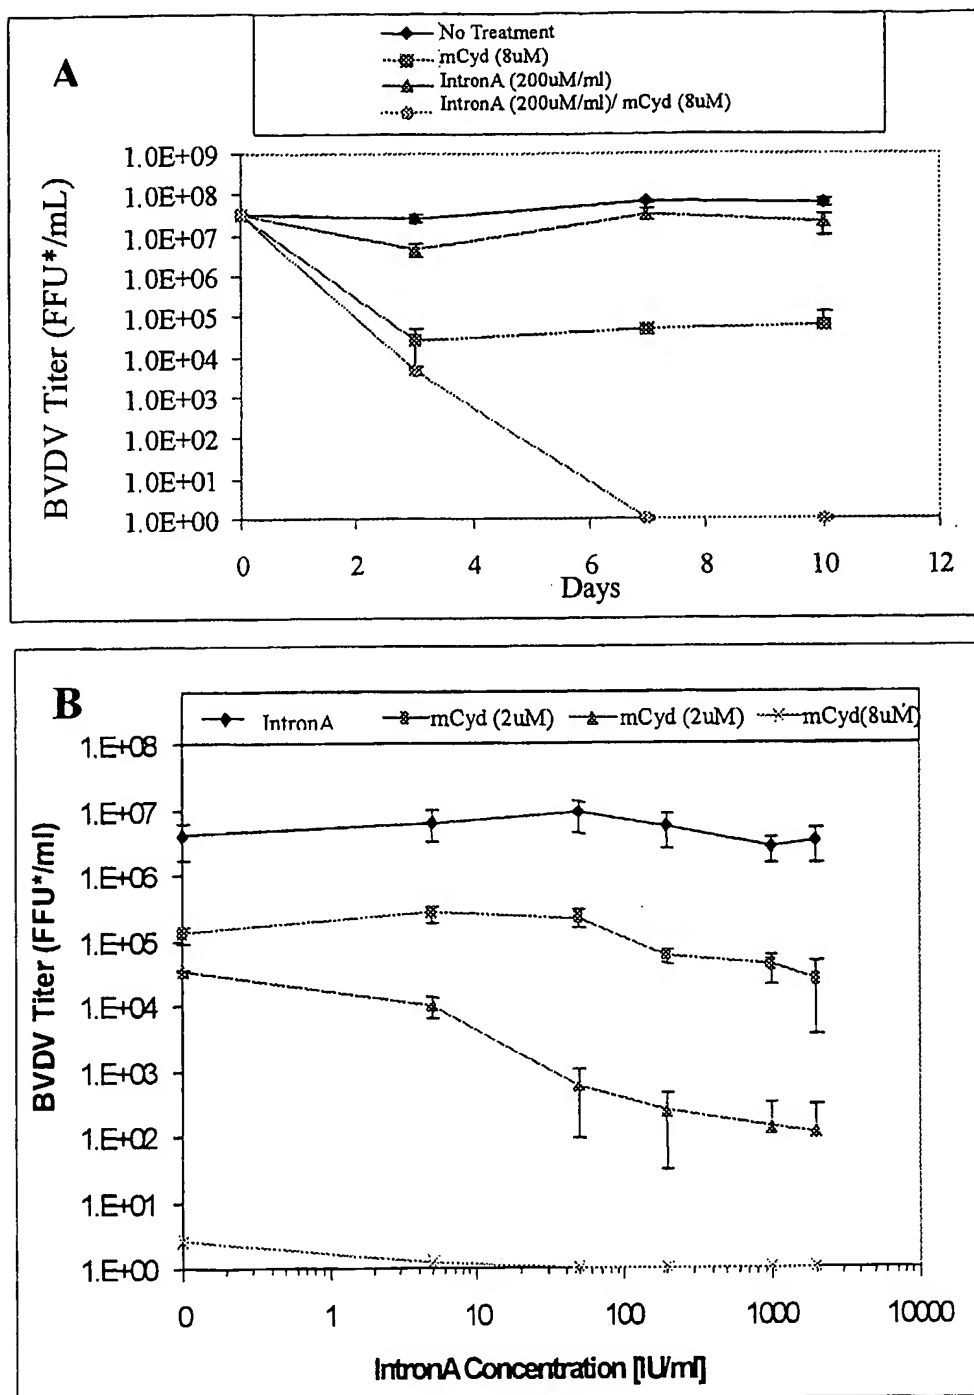 A
No Treatment
mCyd (8uM)
IntronA (200uM/ml)
IntronA (200uM/ml)/ mCyd (8uM)
BVDV Titer (FFU*/mL)
1.0E+09
1.0E+08
1.0E+07
1.0E+06
1.0E+05
1.0E+04
1.0E+03
1.0E+02
1.0E+01
1.0E+00
0 2 4 6 8 10 12
Days
B
IntronA mCyd (2uM) mCyd (2uM) mCyd(8uM)
BVDV Titer (FFU*/ml)
1.E+08
1.E+07
1.E+06
1.E+05
1.E+04
1.E+03
1.E+02
1.E+01
1.E+00
0 1 10 100 1000 10000
IntronA Concentration [IU/ml]